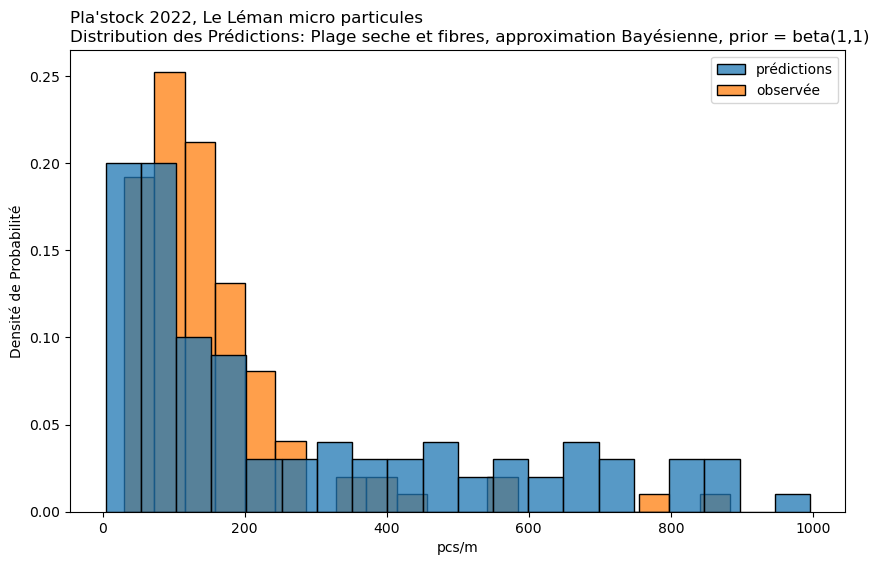 Pla'stock 2022, Le Léman micro particules
Distribution des Prédictions: Plage seche et fibres, approximation Bayésienne, prior = beta(1,1)
prédictions
observée
Densité de Probabilité
0.25
0.20
0.15
0.10
0.05
0.00
0
200
400
600
800
1000
pcs/m